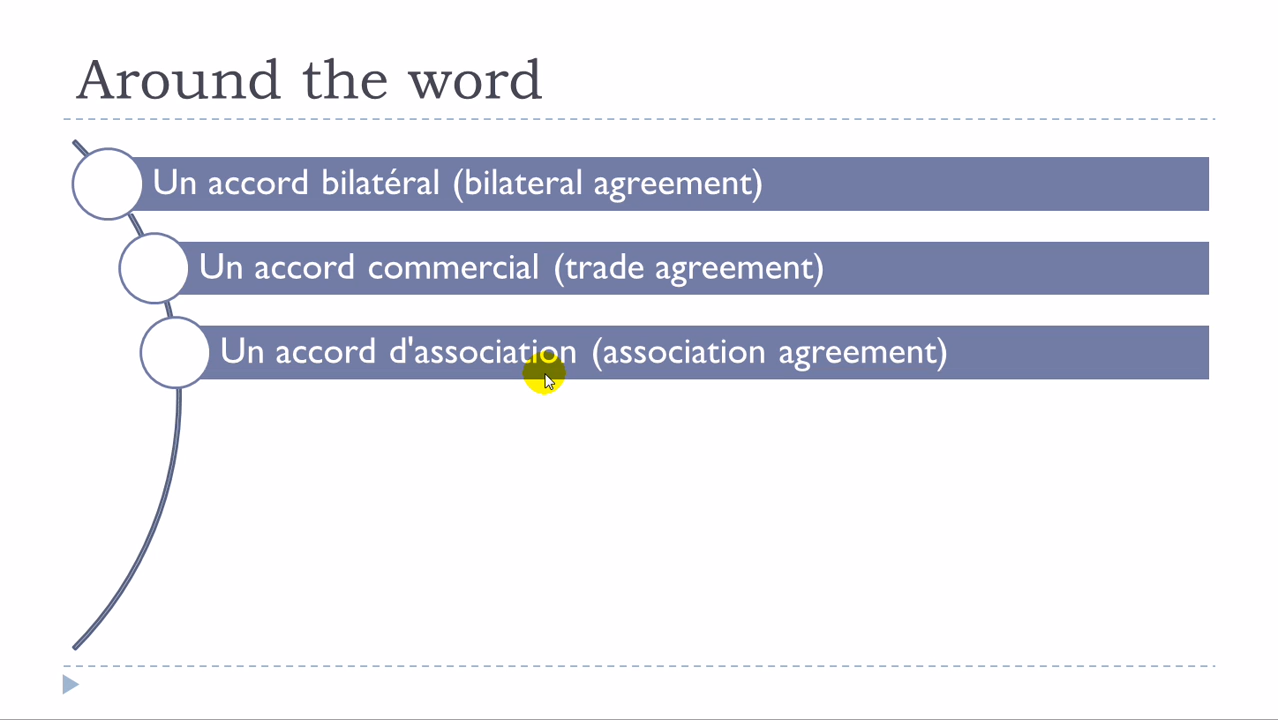 Around the word
Un accord bilatéral (bilateral agreement)
Un accord commercial (trade agreement)
Un accord d'association (association agreement)